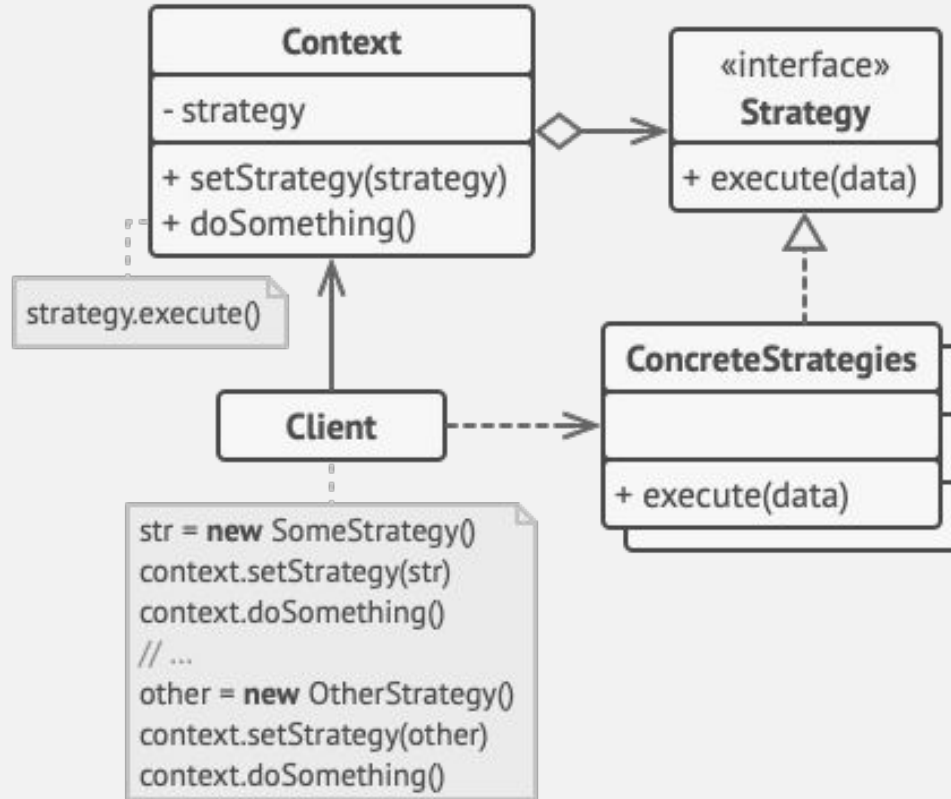 Context
- strategy
+ setStrategy(strategy)
+ doSomething()
strategy.execute()
«interface»
Strategy
+ execute(data)
ConcreteStrategies
+ execute(data)
Client
str = new SomeStrategy()
context.setStrategy(str)
context.doSomething()
// ...
other = new OtherStrategy()
context.setStrategy(other)
context.doSomething()